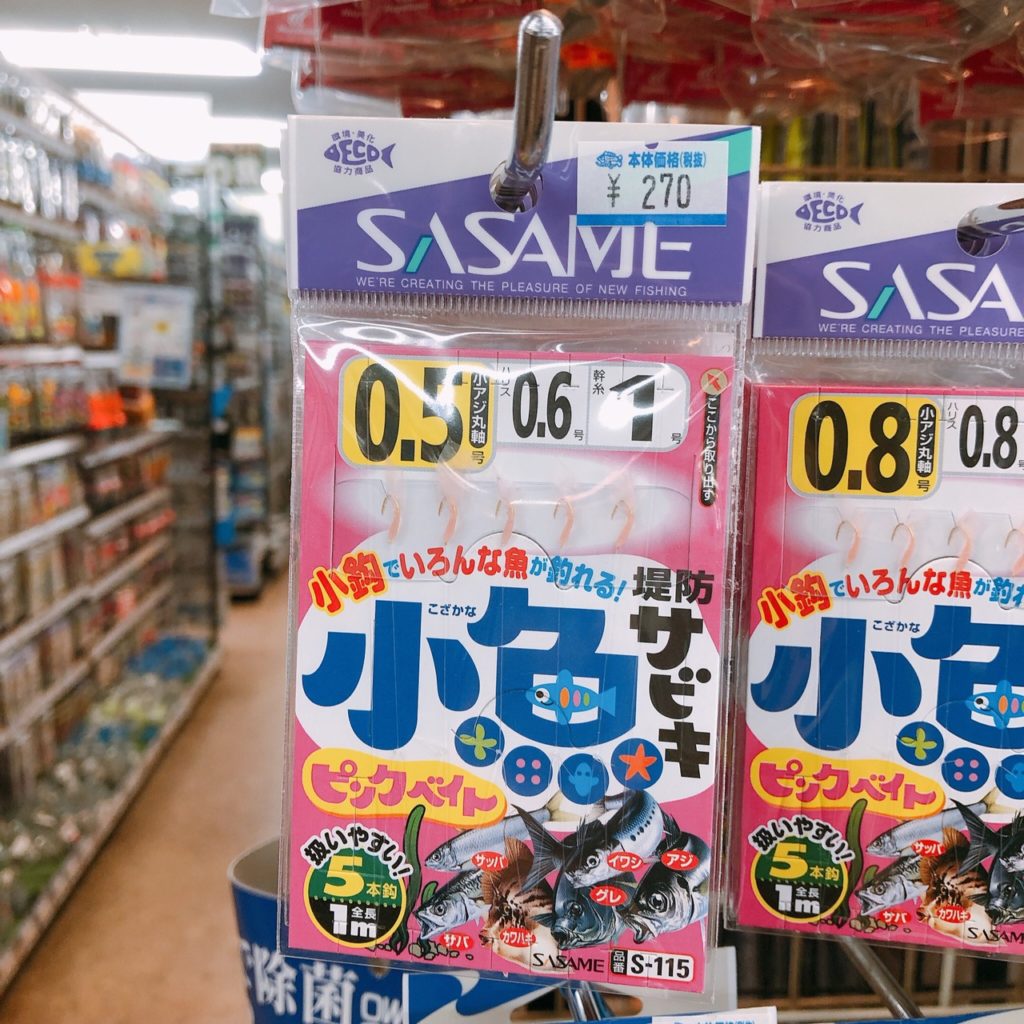 環境・美化
ECO
協力商品
本体価格(税抜)
¥ 270
SASAME
WE'RE CREATING THE PLEASURE OF NEW FISHING
0.5号
小アジ丸軸
ハリス
0.6号
幹糸
1号
ここから取り出す
小鈎でいろんな魚が釣れる!
堤防
サビキ
こざかな
小魚
ピンクベイト
扱いやすい!
5本鈎
全長
1m
サッパ
イワシ
アジ
グレ
サバ
カワハギ
SASAME
品番
S-115
環境・美化
ECO
協力商品
SASA
WE'RE CREATING THE PLEASURE
0.8号
小アジ丸軸
ハリス
0.8号
小鈎でいろんな魚が釣
こざかな
小魚
ピンクベイト
扱いやすい!
5本鈎
全長
1m
サッパ
サバ
カワハギ
SASAM
除菌